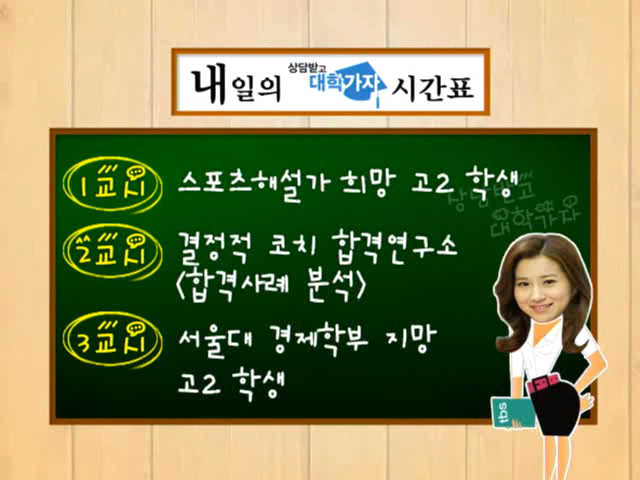 내일의 상담받고 대학가자 시간표
1교시 스포츠해설가 희망 고2 학생
상담받고
대학가자
2교시 결정적 코치 합격연구소
<합격사례 분석>
3교시 서울대 경제학부 지망
고2 학생
tbs